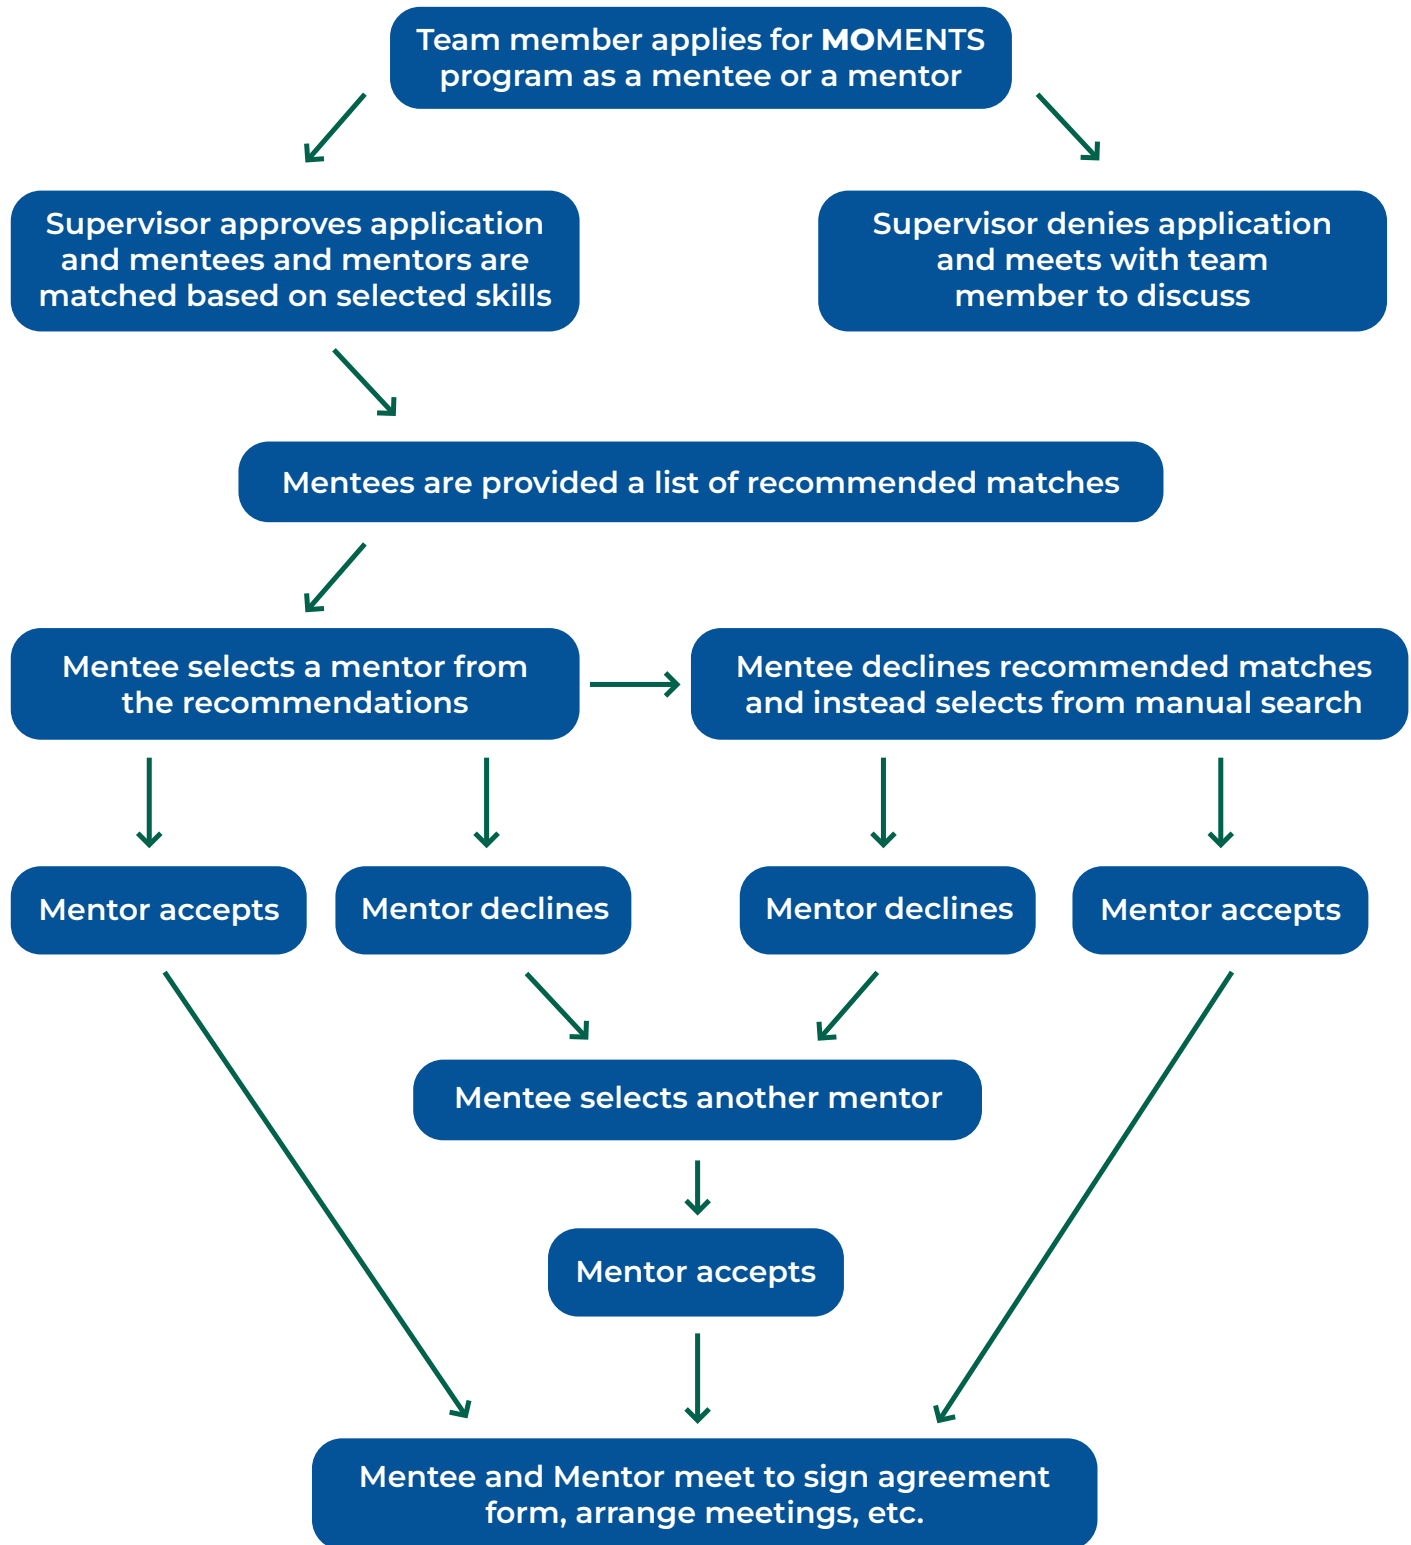 Team member applies for MOMENTS
program as a mentee or a mentor
Supervisor approves application
and mentees and mentors are
matched based on selected skills
Supervisor denies application
and meets with team
member to discuss
Mentees are provided a list of recommended matches
Mentee selects a mentor from
the recommendations
Mentee declines recommended matches
and instead selects from manual search
Mentor accepts
Mentor declines
Mentor declines
Mentor accepts
Mentee selects another mentor
Mentor accepts
Mentee and Mentor meet to sign agreement
form, arrange meetings, etc.